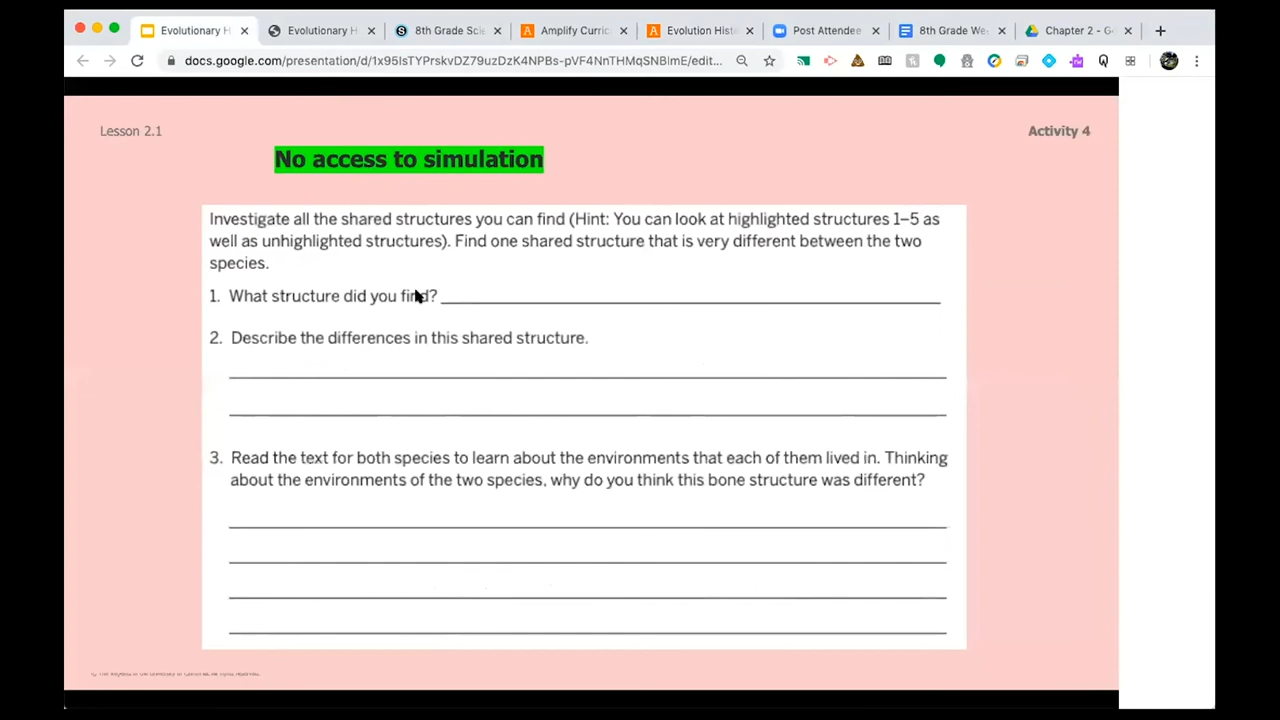 Evolutionary H
Evolutionary H
8th Grade Scie
Amplify Curric
Evolution Histo
Post Attendee
8th Grade We
Chapter 2 - G
docs.google.com/presentation/d/1x95IsTYPrskvDZ79uzDzK4NPBs-pVF4NnTHMqSNBlmE/edit...
Lesson 2.1
Activity 4
No access to simulation
Investigate all the shared structures you can find (Hint: You can look at highlighted structures 1–5 as
well as unhighlighted structures). Find one shared structure that is very different between the two
species.
1. What structure did you find?
2. Describe the differences in this shared structure.
3. Read the text for both species to learn about the environments that each of them lived in. Thinking
about the environments of the two species, why do you think this bone structure was different?